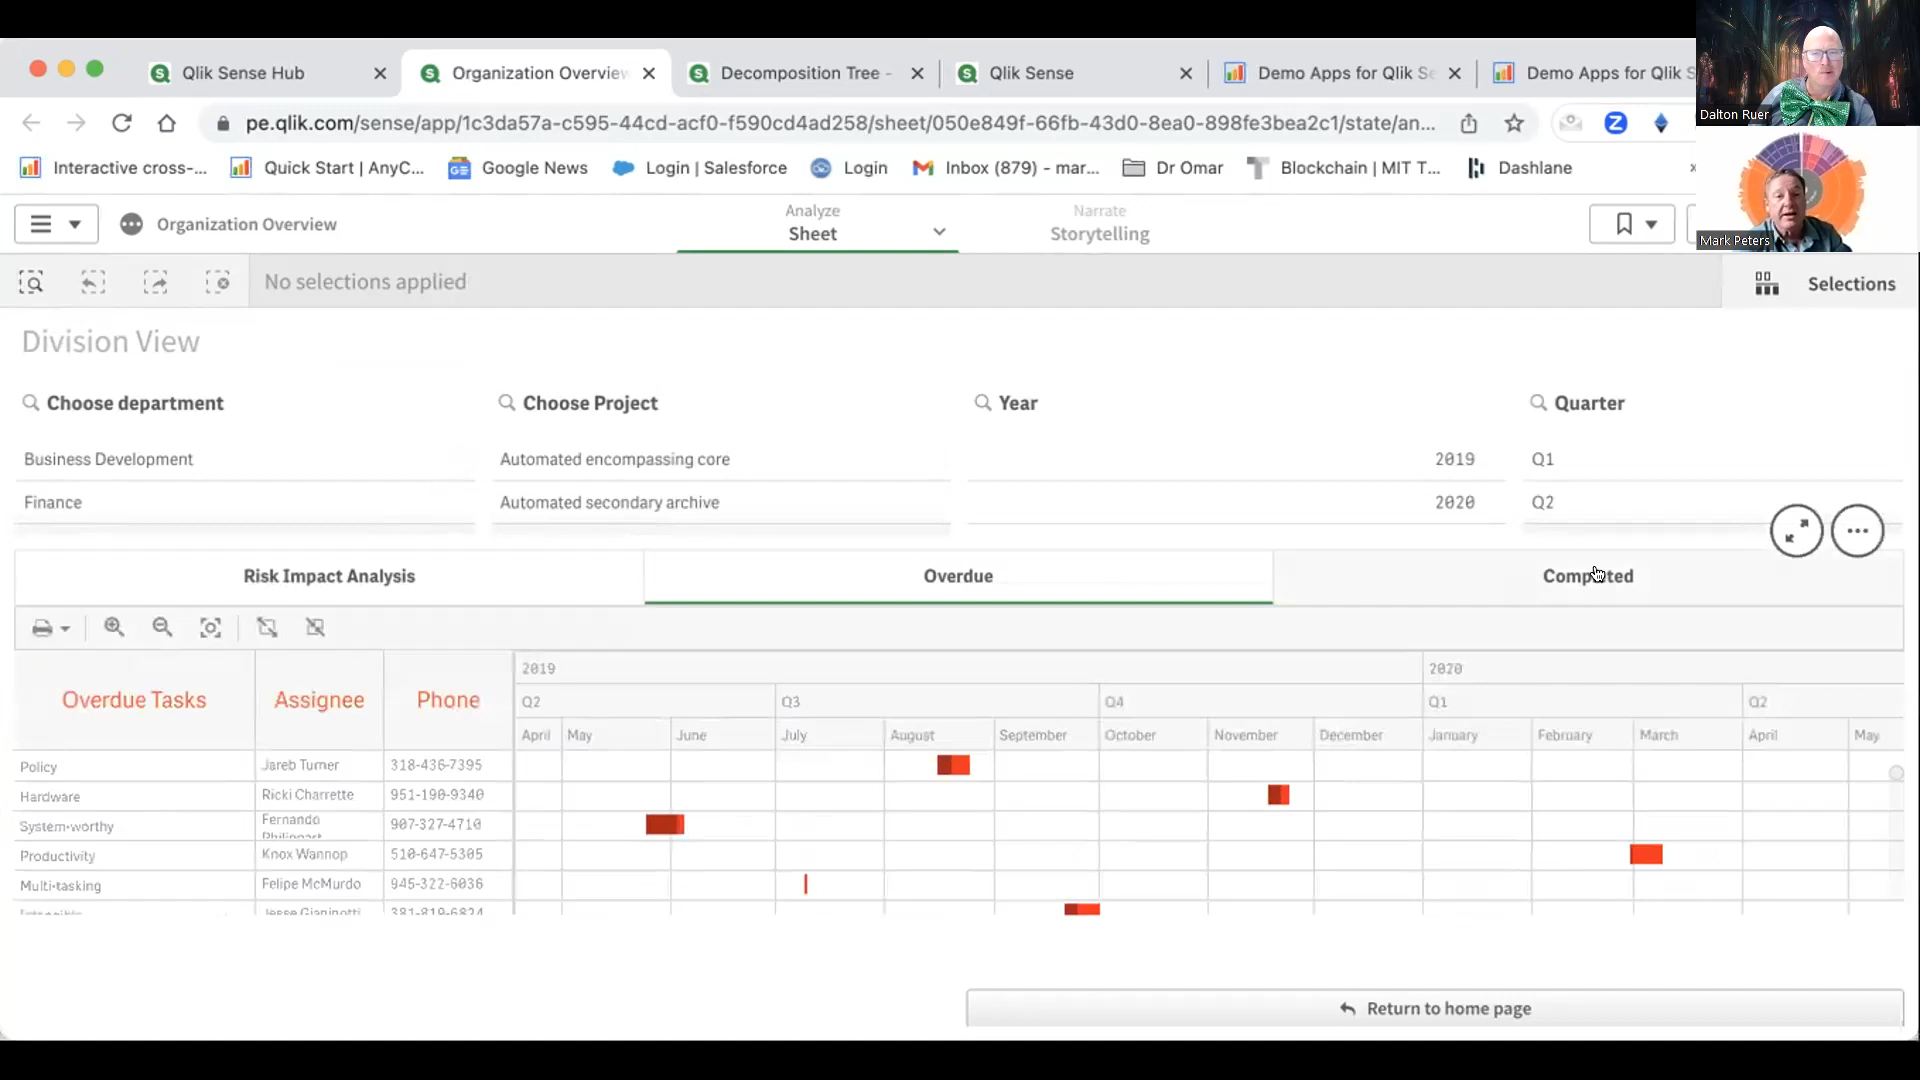 Qlik Sense Hub
Organization Overview
Decomposition Tree -
Qlik Sense
Demo Apps for Qlik Se
Demo Apps for Qlik S
Dalton Ruer
pe.qlik.com/sense/app/1c3da57a-c595-44cd-acf0-f590cd4ad258/sheet/050e849f-66fb-43d0-8ea0-898fe3bea2c1/state/an...
Interactive cross-...
Quick Start | AnyC...
Google News
Login | Salesforce
Login
Inbox (879) - mar...
Dr Omar
Blockchain | MIT T...
Dashlane
Mark Peters
Organization Overview
Analyze
Sheet
Narrate
Storytelling
No selections applied
Selections
Division View
Choose department
Choose Project
Year
Quarter
Business Development
Automated encompassing core
2019
Q1
Finance
Automated secondary archive
2020
Q2
Risk Impact Analysis
Overdue
Completed
Overdue Tasks
Assignee
Phone
2019
2020
Q2
Q3
Q4
Q1
Q2
April
May
June
July
August
September
October
November
December
January
February
March
April
May
Policy
Jareb Turner
318-436-7395
Hardware
Ricki Charrette
951-190-9340
System-worthy
Fernando
907-327-4710
Productivity
Knox Wannop
510-647-5305
Multi-tasking
Felipe McMurdo
945-322-6036
Jesse Gianinotti
381-819-6824
Return to home page